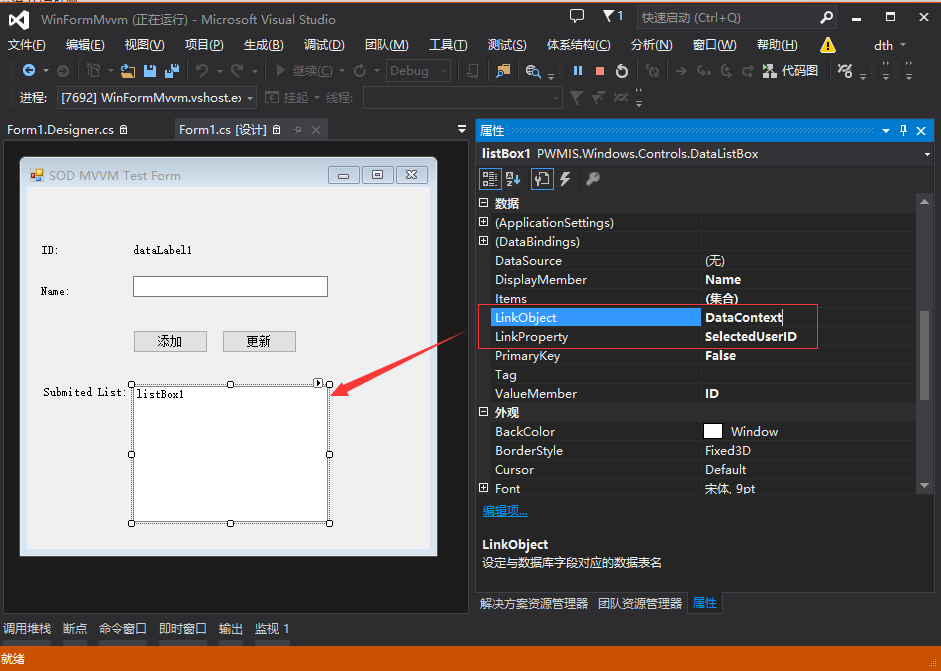 WinFormMvvm (正在运行) - Microsoft Visual Studio
1
快速启动 (Ctrl+Q)
文件(F) 编辑(E) 视图(V) 项目(P) 生成(B) 调试(D) 团队(M) 工具(T) 测试(S) 体系结构(C) 分析(N) 窗口(W) 帮助(H) dth
继续(C) Debug 代码图
进程: [7692] WinFormMvvm.vshost.ex 挂起 线程:
Form1.Designer.cs Form1.cs [设计]
SOD MVVM Test Form
ID: dataLabel1
Name:
添加 更新
Submited List: listBox1
属性
listBox1 PWMIS.Windows.Controls.DataListBox
数据
(ApplicationSettings)
(DataBindings)
DataSource (无)
DisplayMember Name
Items (集合)
LinkObject DataContext
LinkProperty SelectedUserID
PrimaryKey False
Tag
ValueMember ID
外观
BackColor Window
BorderStyle Fixed3D
Cursor Default
Font 宋体, 9pt
编辑项...
LinkObject
设定与数据库字段对应的数据表名
解决方案资源管理器 团队资源管理器 属性
调用堆栈 断点 命令窗口 即时窗口 输出 监视 1
就绪